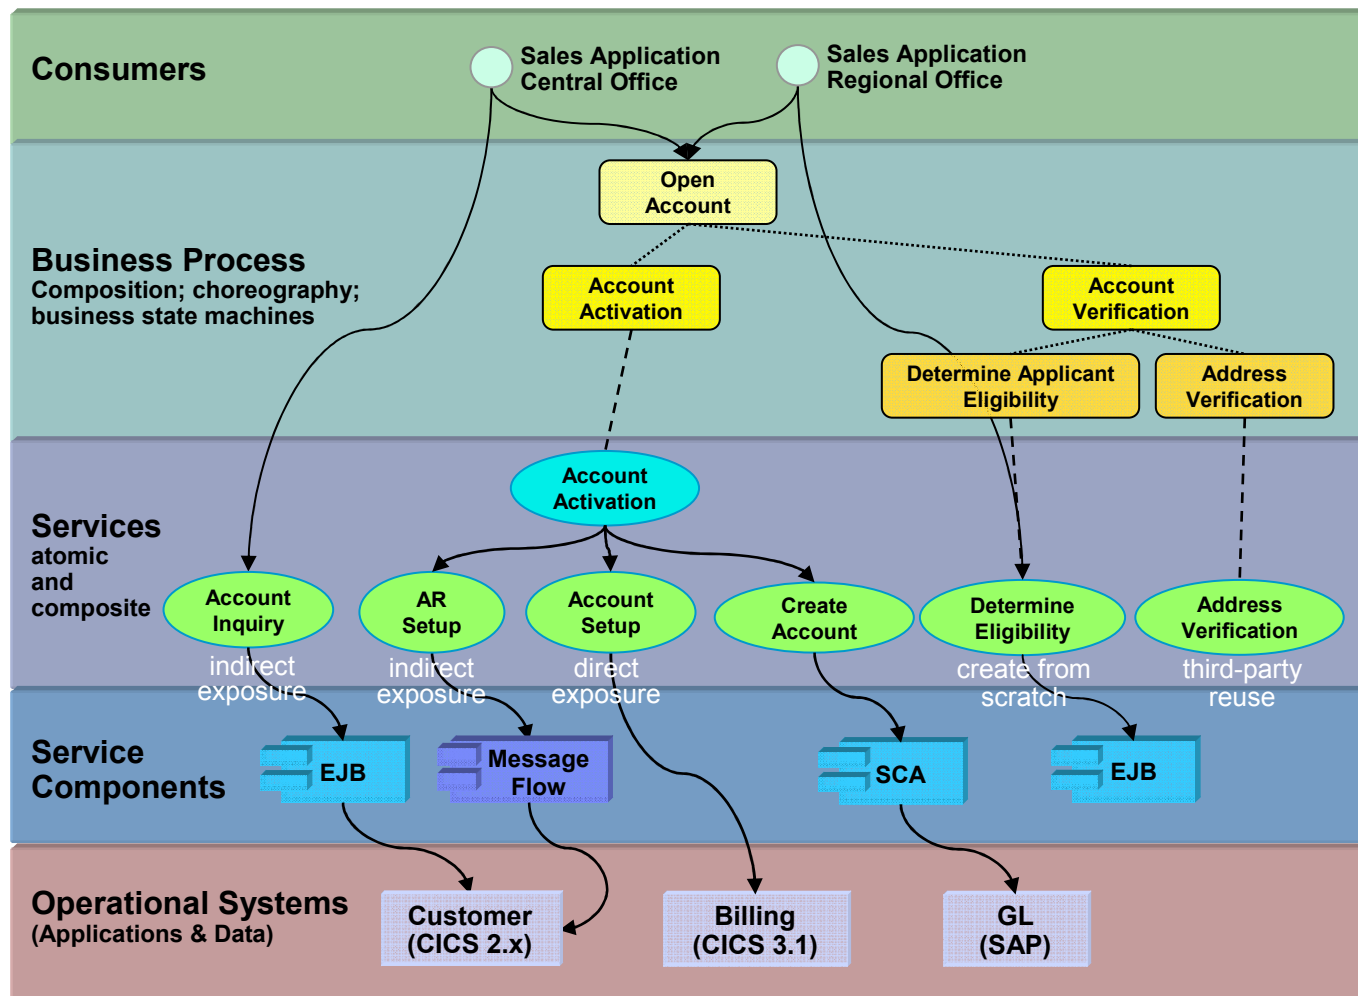 Consumers
Sales Application
Central Office
Sales Application
Regional Office
Business Process
Composition; choreography;
business state machines
Open
Account
Account
Activation
Account
Verification
Determine Applicant
Eligibility
Address
Verification
Services
atomic
and
composite
Account
Activation
Account
Inquiry
AR
Setup
Account
Setup
Create
Account
Determine
Eligibility
Address
Verification
indirect
exposure
indirect
exposure
direct
exposure
create from
scratch
third-party
reuse
Service
Components
EJB
Message
Flow
SCA
EJB
Operational Systems
(Applications & Data)
Customer
(CICS 2.x)
Billing
(CICS 3.1)
GL
(SAP)